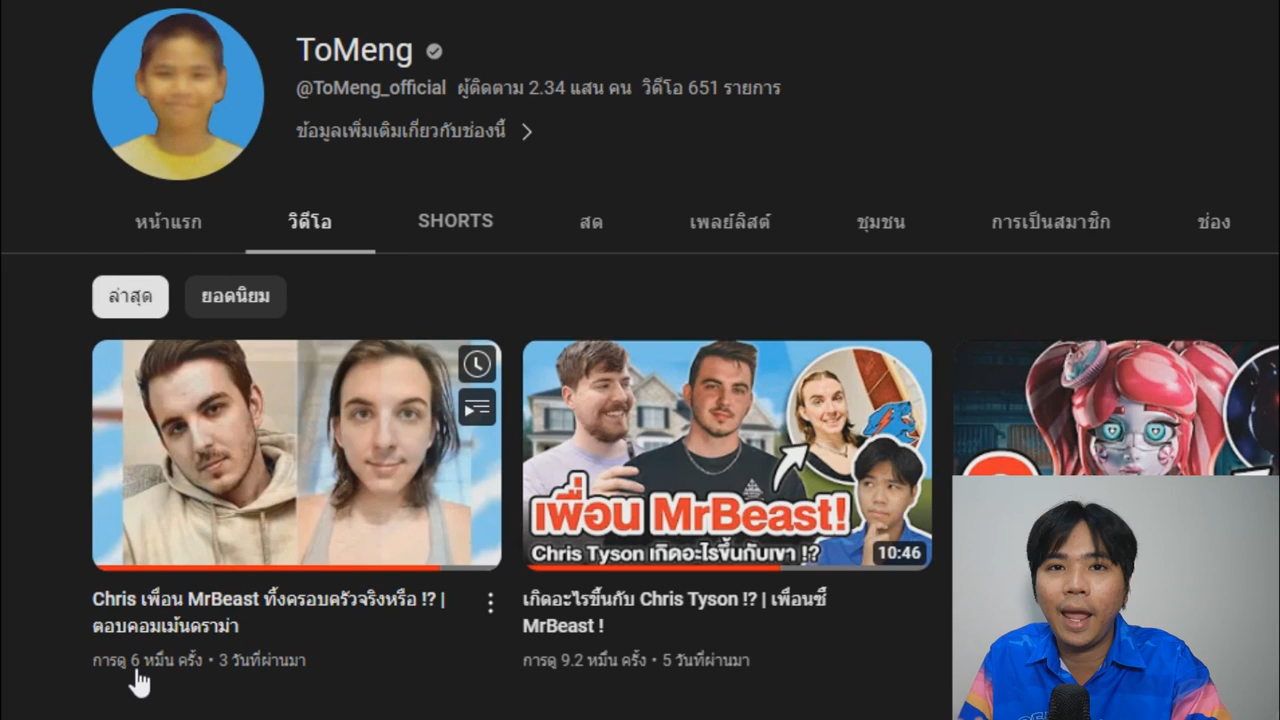 ToMeng
@ToMeng_official ผู้ติดตาม 2.34 แสน คน วิดีโอ 651 รายการ
ข้อมูลเพิ่มเติมเกี่ยวกับช่องนี้
หน้าแรก วิดีโอ SHORTS สด เพลย์ลิสต์ ชุมชน การเป็นสมาชิก ช่อง
ล่าสุด ยอดนิยม
เพื่อน MrBeast!
Chris Tyson เกิดอะไรขึ้นกับเขา !?
10:46
Chris เพื่อน MrBeast ทิ้งครอบครัวจริงหรือ !? |
ตอบคอมเม้นดราม่า
การดู 6 หมื่น ครั้ง • 3 วันที่ผ่านมา
เกิดอะไรขึ้นกับ Chris Tyson !? | เพื่อนซี้
MrBeast !
การดู 9.2 หมื่น ครั้ง • 5 วันที่ผ่านมา